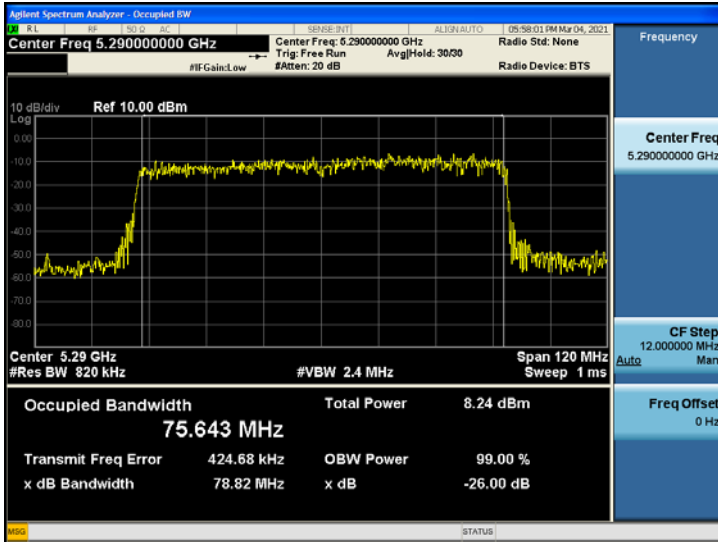 Agilent Spectrum Analyzer - Occupied BW
RL RF 50 Ω AC SENSE:INT ALIGNAUTO 05:58:01 PM Mar 04, 2021
Center Freq 5.290000000 GHz Center Freq: 5.290000000 GHz Radio Std: None
Trig: Free Run Avg|Hold: 30/30
#IFGain:Low #Atten: 20 dB Radio Device: BTS
10 dB/div Ref 10.00 dBm
Log
0.00
-10.0
-20.0
-30.0
-40.0
-50.0
-60.0
-70.0
-80.0
Center 5.29 GHz Span 120 MHz
#Res BW 820 kHz #VBW 2.4 MHz Sweep 1 ms
Occupied Bandwidth Total Power 8.24 dBm
75.643 MHz
Transmit Freq Error 424.68 kHz OBW Power 99.00 %
x dB Bandwidth 78.82 MHz x dB -26.00 dB
MSG STATUS
Frequency
Center Freq
5.290000000 GHz
CF Step
12.000000 MHz
Auto Man
Freq Offset
0 Hz